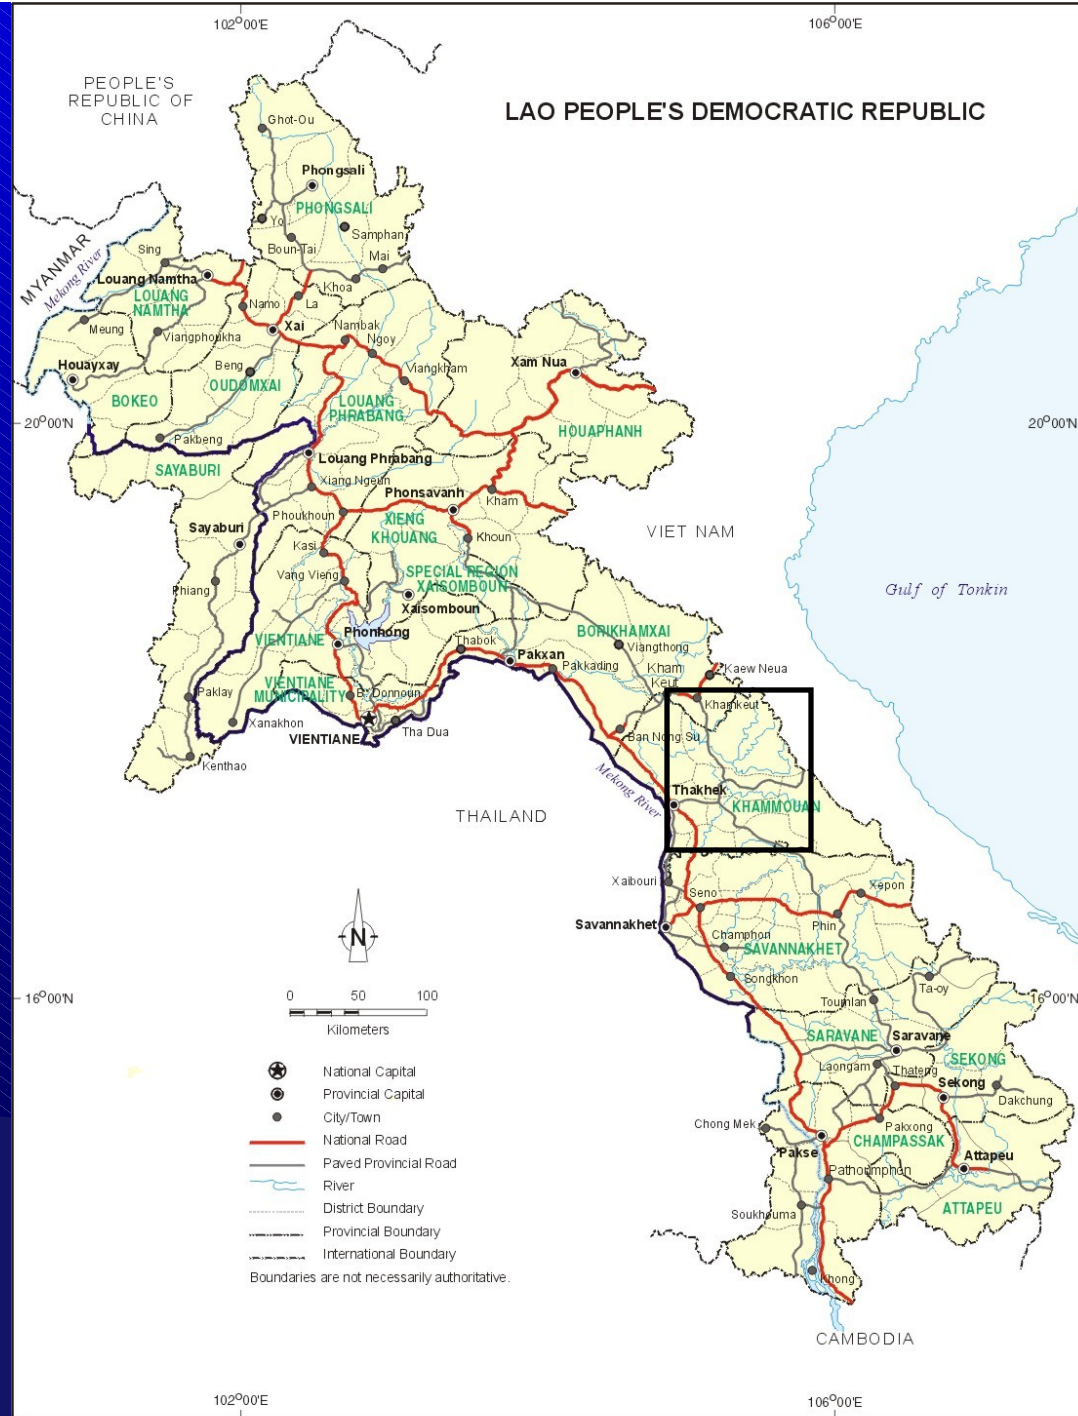 102°00'E
106°00'E
PEOPLE'S
REPUBLIC OF
CHINA
LAO PEOPLE'S DEMOCRATIC REPUBLIC
Ghot-Ou
Phongsali
PHONGSALI
Yo
Samphan
Boun-Tai
Mai
MYANMAR
Mekong River
Sing
Louang Namtha
LOUANG
NAMTHA
Khoa
La
Namo
Meung
Viangphoukha
Xai
Nambak
Ngoy
Houayxay
Beng
OUDOMXAI
Viangkham
Xam Nua
BOKEO
LOUANG
PHRABANG
HOUAPHANH
20°00'N
20°00'N
Pakbeng
SAYABURI
Louang Phrabang
Xiang Ngeun
Phonsavanh
Kham
Phoukhoun
XIENG
KHOUANG
Sayaburi
Khoun
VIET NAM
Kasi
Vang Vieng
SPECIAL REGION
XAISOMBOUN
Phiang
Xaisomboun
Gulf of Tonkin
VIENTIANE
Phonhong
Thabok
BORIKHAMXAI
Viangthong
Pakxan
Pakkading
Kham
Keut
Kaew Neua
VIENTIANE
MUNICIPALITY
B. Donnoun
Paklay
Khamkeut
Xanakhon
VIENTIANE
Tha Dua
Ban Nong Su
Kenthao
Mekong River
Thakhek
KHAMMOUAN
THAILAND
Xaibouri
Seno
Xepon
Savannakhet
Phin
Champhon
SAVANNAKHET
Songkhon
Ta-oy
16°00'N
16°00'N
Toumlan
SARAVANE
Saravane
SEKONG
Laongam
Thateng
Sekong
Dakchung
Chong Mek
Pakxong
CHAMPASSAK
Pakse
Attapeu
Pathoumphon
Soukhouma
ATTAPEU
Khong
CAMBODIA
N
0 50 100
Kilometers
National Capital
Provincial Capital
City/Town
National Road
Paved Provincial Road
River
District Boundary
Provincial Boundary
International Boundary
Boundaries are not necessarily authoritative.
102°00'E
106°00'E